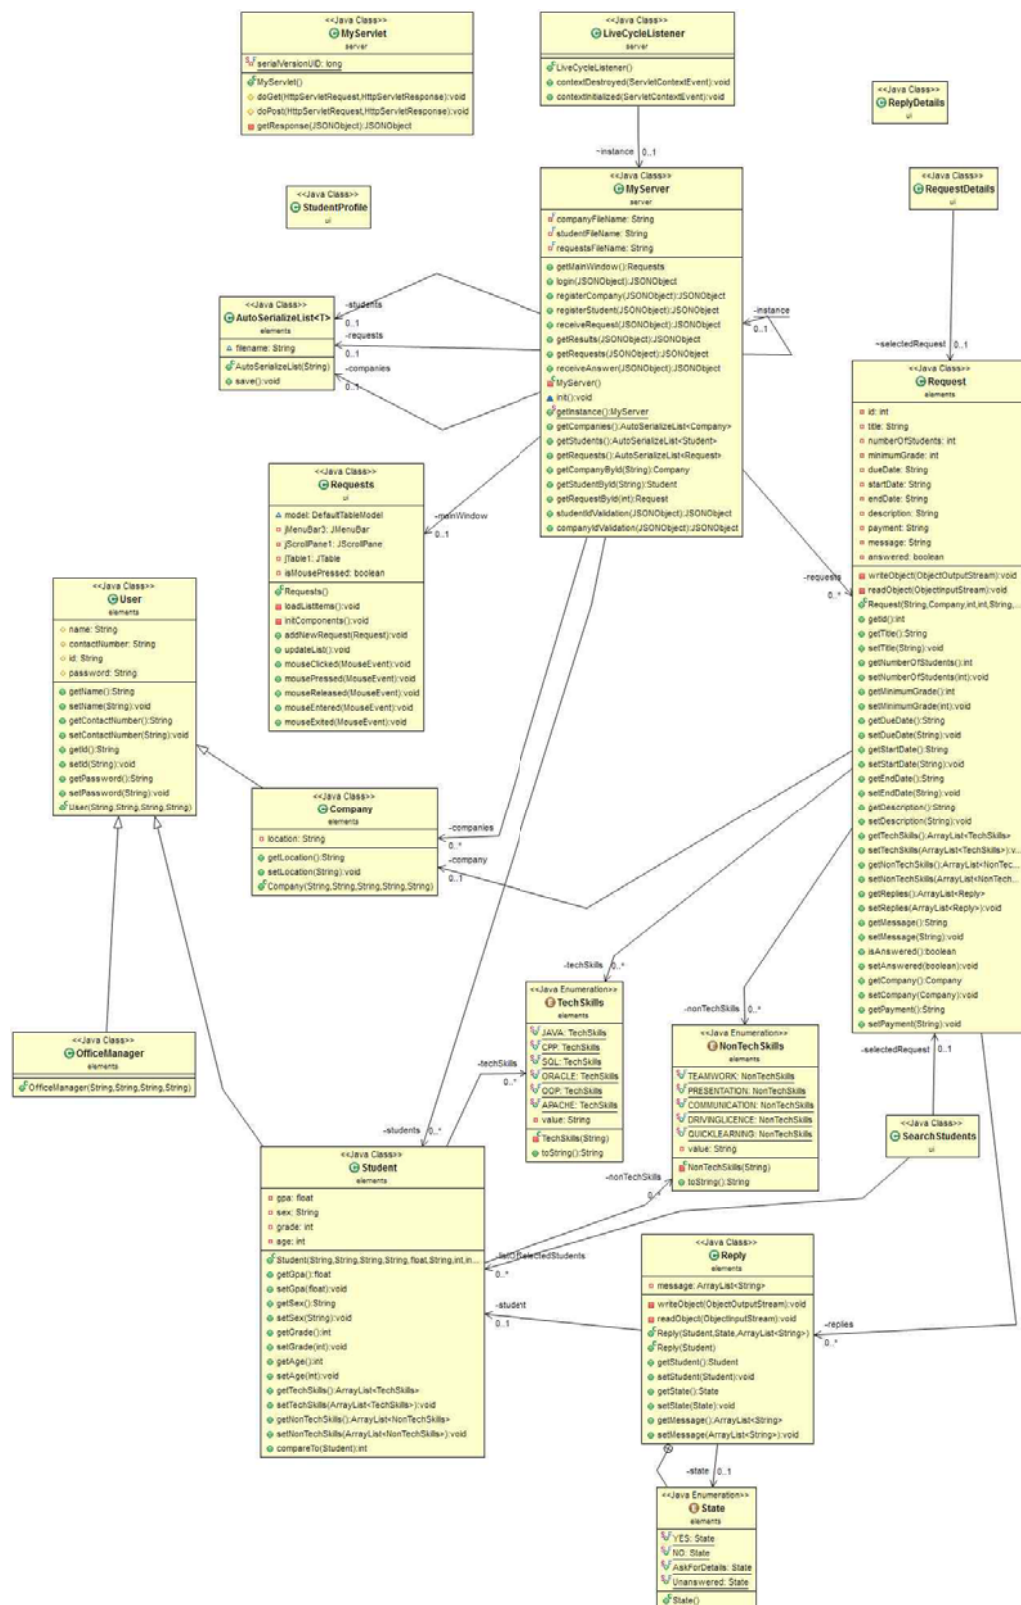 <<Java Class>>
MyServlet
server
serialVersionUID: long
MyServlet()
doGet(HttpServletRequest,HttpServletResponse):void
doPost(HttpServletRequest,HttpServletResponse):void
getResponse(JSONObject):JSONObject
<<Java Class>>
LiveCycleListener
server
LiveCycleListener()
contextDestroyed(ServletContextEvent):void
contextInitialized(ServletContextEvent):void
<<Java Class>>
ReplyDetails
ui
~instance 0..1
<<Java Class>>
StudentProfile
ui
<<Java Class>>
MyServer
server
companyFileName: String
studentFileName: String
requestsFileName: String
getMainWindow():Requests
login(JSONObject):JSONObject
registerCompany(JSONObject):JSONObject
registerStudent(JSONObject):JSONObject
receiveRequest(JSONObject):JSONObject
getResults(JSONObject):JSONObject
getRequests(JSONObject):JSONObject
receiveAnswer(JSONObject):JSONObject
MyServer()
init():void
getInstance():MyServer
getCompanies():AutoSerializeList<Company>
getStudents():AutoSerializeList<Student>
getRequests():AutoSerializeList<Request>
getCompanyById(String):Company
getStudentById(String):Student
getRequestById(int):Request
studentIdValidation(JSONObject):JSONObject
companyIdValidation(JSONObject):JSONObject
<<Java Class>>
RequestDetails
ui
<<Java Class>>
AutoSerializeList<T>
elements
filename: String
AutoSerializeList(String)
save():void
-students
0..1
-requests
0..1
-companies
0..1
-instance
0..1
~selectedRequest 0..1
<<Java Class>>
Requests
ui
model: DefaultTableModel
jMenuBar3: JMenuBar
jScrollPane1: JScrollPane
jTable1: JTable
isMousePressed: boolean
Requests()
loadListItems():void
initComponents():void
addNewRequest(Request):void
updateList():void
mouseClicked(MouseEvent):void
mousePressed(MouseEvent):void
mouseReleased(MouseEvent):void
mouseEntered(MouseEvent):void
mouseExited(MouseEvent):void
-mainWindow
0..1
-requests
0..*
<<Java Class>>
Request
elements
id: int
title: String
numberOfStudents: int
minimumGrade: int
dueDate: String
startDate: String
endDate: String
description: String
payment: String
message: String
answered: boolean
writeObject(ObjectOutputStream):void
readObject(ObjectInputStream):void
Request(String,Company,int,int,String,...
getId():int
getTitle():String
setTitle(String):void
getNumberOfStudents():int
setNumberOfStudents(int):void
getMinimumGrade():int
setMinimumGrade(int):void
getDueDate():String
setDueDate(String):void
getStartDate():String
setStartDate(String):void
getEndDate():String
setEndDate(String):void
getDescription():String
setDescription(String):void
getTechSkills():ArrayList<TechSkills>
setTechSkills(ArrayList<TechSkills>):v...
getNonTechSkills():ArrayList<NonTec...
setNonTechSkills(ArrayList<NonTech...
getReplies():ArrayList<Reply>
setReplies(ArrayList<Reply>):void
getMessage():String
setMessage(String):void
isAnswered():boolean
setAnswered(boolean):void
getCompany():Company
setCompany(Company):void
getPayment():String
setPayment(String):void
<<Java Class>>
User
elements
name: String
contactNumber: String
id: String
password: String
getName():String
setName(String):void
getContactNumber():String
setContactNumber(String):void
getId():String
setId(String):void
getPassword():String
setPassword(String):void
User(String,String,String,String)
<<Java Class>>
Company
elements
location: String
getLocation():String
setLocation(String):void
Company(String,String,String,String,String)
-companies
0..*
-company
0..1
-techSkills 0..*
<<Java Enumeration>>
TechSkills
elements
JAVA: TechSkills
CPP: TechSkills
SQL: TechSkills
ORACLE: TechSkills
OOP: TechSkills
APACHE: TechSkills
value: String
TechSkills(String)
toString():String
-nonTechSkills 0..*
<<Java Enumeration>>
NonTechSkills
elements
TEAMWORK: NonTechSkills
PRESENTATION: NonTechSkills
COMMUNICATION: NonTechSkills
DRIVINGLICENCE: NonTechSkills
QUICKLEARNING: NonTechSkills
value: String
NonTechSkills(String)
toString():String
<<Java Class>>
OfficeManager
elements
OfficeManager(String,String,String,String)
-techSkills
0..*
-selectedRequest 0..1
<<Java Class>>
SearchStudents
ui
-students 0..*
<<Java Class>>
Student
elements
gpa: float
sex: String
grade: int
age: int
Student(String,String,String,String,float,String,int,in...
getGpa():float
setGpa(float):void
getSex():String
setSex(String):void
getGrade():int
setGrade(int):void
getAge():int
setAge(int):void
getTechSkills():ArrayList<TechSkills>
setTechSkills(ArrayList<TechSkills>):void
getNonTechSkills():ArrayList<NonTechSkills>
setNonTechSkills(ArrayList<NonTechSkills>):void
compareTo(Student):int
-nonTechSkills
0..*
-listOfSelectedStudents
0..*
-student
0..1
<<Java Class>>
Reply
elements
message: ArrayList<String>
writeObject(ObjectOutputStream):void
readObject(ObjectInputStream):void
Reply(Student,State,ArrayList<String>)
Reply(Student)
getStudent():Student
setStudent(Student):void
getState():State
setState(State):void
getMessage():ArrayList<String>
setMessage(ArrayList<String>):void
-replies
0..*
-state 0..1
<<Java Enumeration>>
State
elements
YES: State
NO: State
AskForDetails: State
Unanswered: State
State()